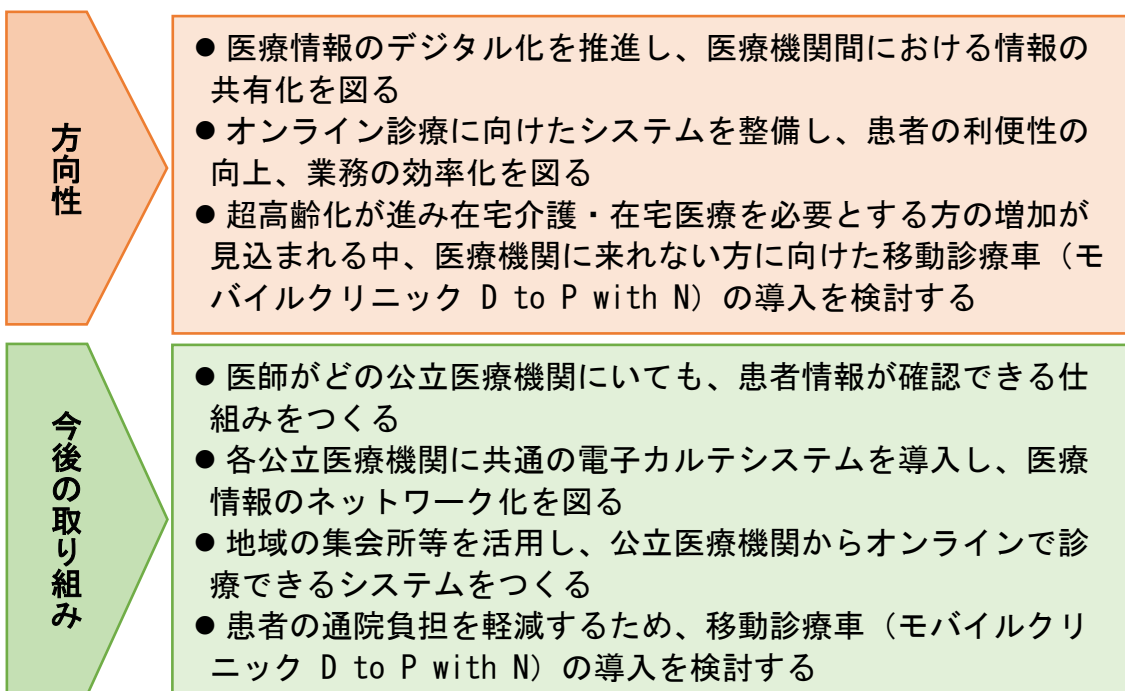 方向性
● 医療情報のデジタル化を推進し、医療機関間における情報の
共有化を図る
● オンライン診療に向けたシステムを整備し、患者の利便性の
向上、業務の効率化を図る
● 超高齢化が進み在宅介護・在宅医療を必要とする方の増加が
見込まれる中、医療機関に来れない方に向けた移動診療車（モ
バイルクリニック D to P with N）の導入を検討する
今後の取り組み
● 医師がどの公立医療機関にいても、患者情報が確認できる仕
組みをつくる
● 各公立医療機関に共通の電子カルテシステムを導入し、医療
情報のネットワーク化を図る
● 地域の集会所等を活用し、公立医療機関からオンラインで診
療できるシステムをつくる
● 患者の通院負担を軽減するため、移動診療車（モバイルクリ
ニック D to P with N）の導入を検討する